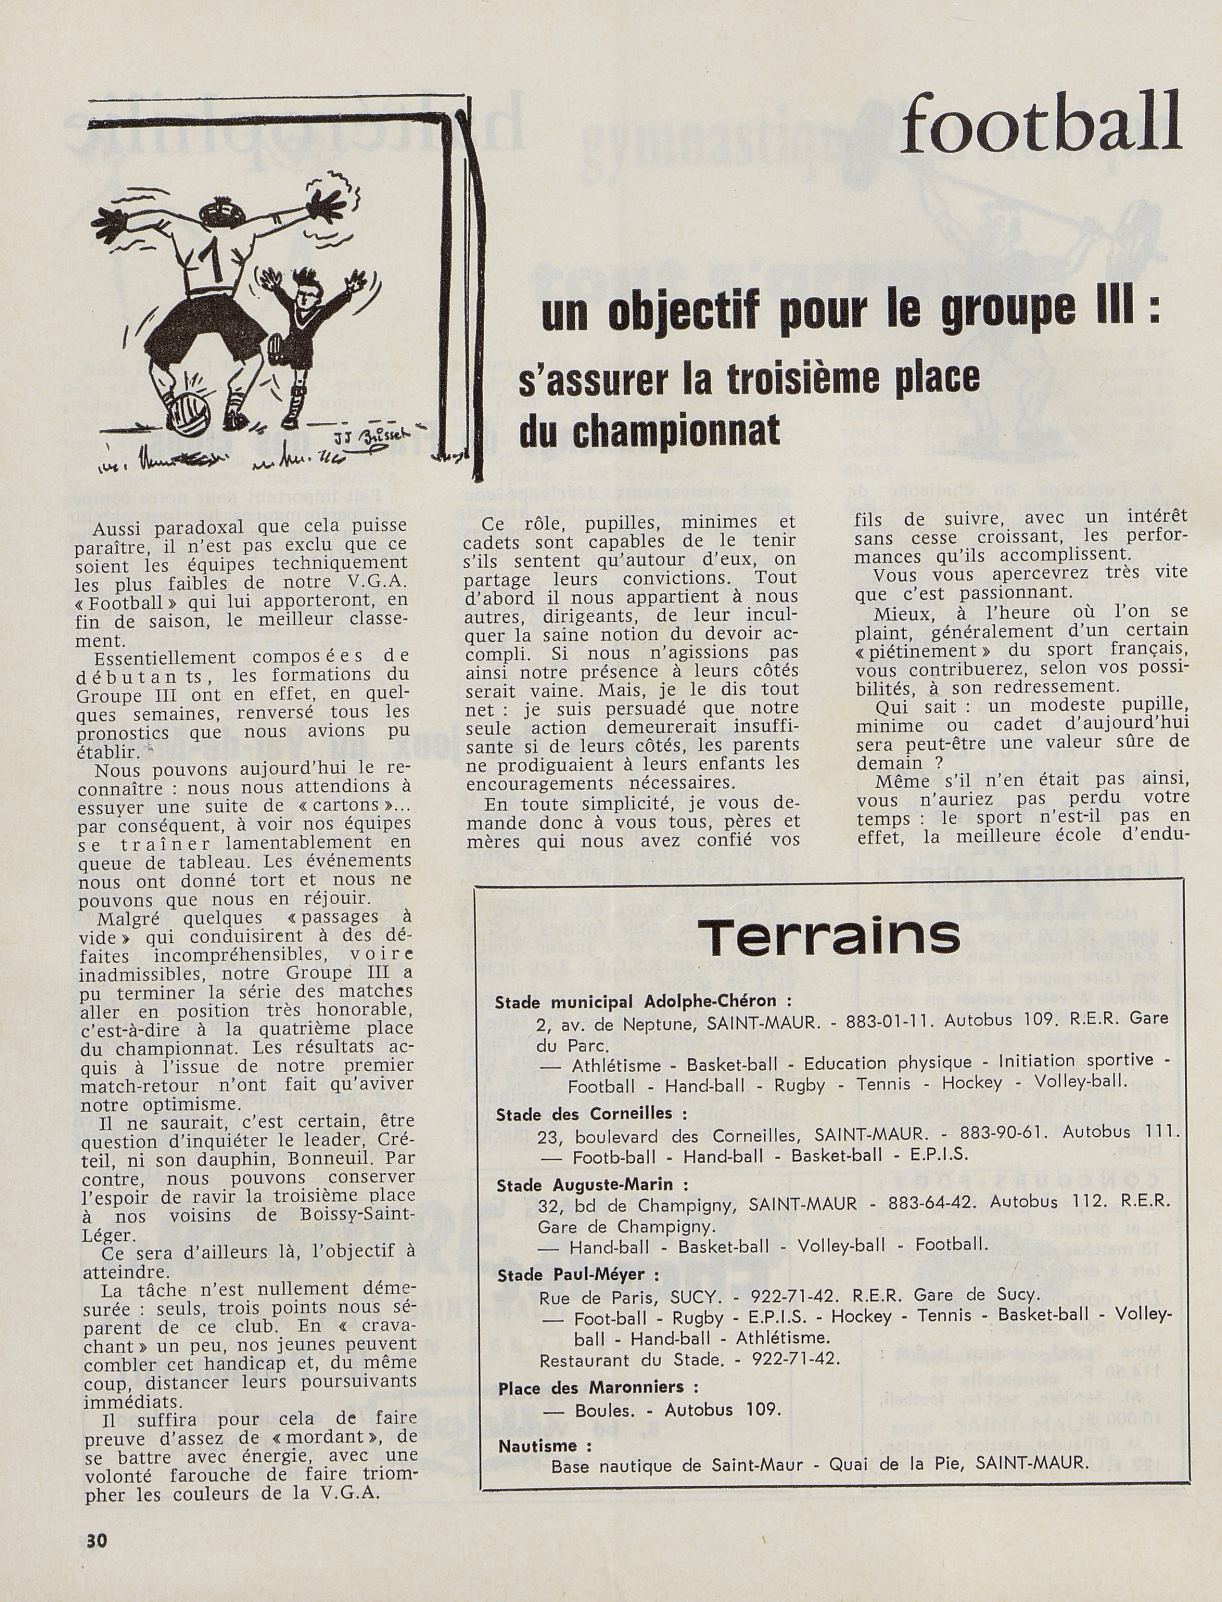 football
1
JJ Brisset
un objectif pour le groupe III :
s'assurer la troisième place
du championnat
Aussi paradoxal que cela puisse
paraître, il n'est pas exclu que ce
soient les équipes techniquement
les plus faibles de notre V.G.A.
« Football » qui lui apporteront, en
fin de saison, le meilleur classe-
ment.
Essentiellement composées de
débutants, les formations du
Groupe III ont en effet, en quel-
ques semaines, renversé tous les
pronostics que nous avions pu
établir.
Nous pouvons aujourd'hui le re-
connaître : nous nous attendions à
essuyer une suite de « cartons »...
par conséquent, à voir nos équipes
se traîner lamentablement en
queue de tableau. Les événements
nous ont donné tort et nous ne
pouvons que nous en réjouir.
Malgré quelques « passages à
vide » qui conduisirent à des dé-
faites incompréhensibles, voire
inadmissibles, notre Groupe III a
pu terminer la série des matches
aller en position très honorable,
c'est-à-dire à la quatrième place
du championnat. Les résultats ac-
quis à l'issue de notre premier
match-retour n'ont fait qu'aviver
notre optimisme.
Il ne saurait, c'est certain, être
question d'inquiéter le leader, Cré-
teil, ni son dauphin, Bonneuil. Par
contre, nous pouvons conserver
l'espoir de ravir la troisième place
à nos voisins de Boissy-Saint-
Léger.
Ce sera d'ailleurs là, l'objectif à
atteindre.
La tâche n'est nullement déme-
surée : seuls, trois points nous sé-
parent de ce club. En « crava-
chant » un peu, nos jeunes peuvent
combler cet handicap et, du même
coup, distancer leurs poursuivants
immédiats.
Il suffira pour cela de faire
preuve d'assez de « mordant », de
se battre avec énergie, avec une
volonté farouche de faire triom-
pher les couleurs de la V.G.A.
Ce rôle, pupilles, minimes et
cadets sont capables de le tenir
s'ils sentent qu'autour d'eux, on
partage leurs convictions. Tout
d'abord il nous appartient à nous
autres, dirigeants, de leur incul-
quer la saine notion du devoir ac-
compli. Si nous n'agissions pas
ainsi notre présence à leurs côtés
serait vaine. Mais, je le dis tout
net : je suis persuadé que notre
seule action demeurerait insuffi-
sante si de leurs côtés, les parents
ne prodiguaient à leurs enfants les
encouragements nécessaires.
En toute simplicité, je vous de-
mande donc à vous tous, pères et
mères qui nous avez confié vos
fils de suivre, avec un intérêt
sans cesse croissant, les perfor-
mances qu'ils accomplissent.
Vous vous apercevrez très vite
que c'est passionnant.
Mieux, à l'heure où l'on se
plaint, généralement d'un certain
« piétinement » du sport français,
vous contribuerez, selon vos possi-
bilités, à son redressement.
Qui sait : un modeste pupille,
minime ou cadet d'aujourd'hui
sera peut-être une valeur sûre de
demain ?
Même s'il n'en était pas ainsi,
vous n'auriez pas perdu votre
temps : le sport n'est-il pas en
effet, la meilleure école d'endu-
Terrains
Stade municipal Adolphe-Chéron :
2, av. de Neptune, SAINT-MAUR. - 883-01-11. Autobus 109. R.E.R. Gare
du Parc.
— Athlétisme - Basket-ball - Education physique - Initiation sportive -
Football - Hand-ball - Rugby - Tennis - Hockey - Volley-ball.
Stade des Corneilles :
23, boulevard des Corneilles, SAINT-MAUR. - 883-90-61. Autobus 111.
— Footb-ball - Hand-ball - Basket-ball - E.P.I.S.
Stade Auguste-Marin :
32, bd de Champigny, SAINT-MAUR - 883-64-42. Autobus 112. R.E.R.
Gare de Champigny.
— Hand-ball - Basket-ball - Volley-ball - Football.
Stade Paul-Méyer :
Rue de Paris, SUCY. - 922-71-42. R.E.R. Gare de Sucy.
— Foot-ball - Rugby - E.P.I.S. - Hockey - Tennis - Basket-ball - Volley-
ball - Hand-ball - Athlétisme.
Restaurant du Stade. - 922-71-42.
Place des Maronniers :
— Boules. - Autobus 109.
Nautisme :
Base nautique de Saint-Maur - Quai de la Pie, SAINT-MAUR.
30